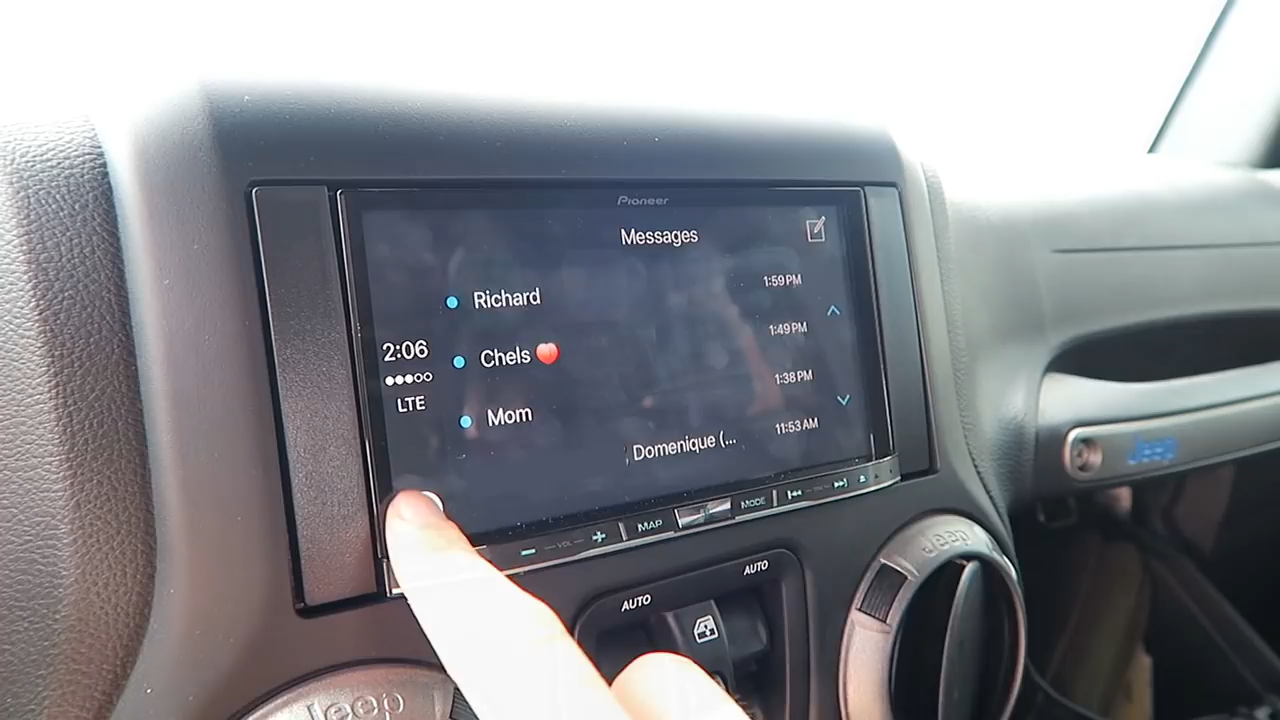 Pioneer
Messages
Richard
1:59 PM
2:06
LTE
Chels
1:49 PM
Mom
1:38 PM
Domenique (...
11:53 AM
VOL
MAP
MODE
AUTO
AUTO
Jeep
Jeep
Jeep